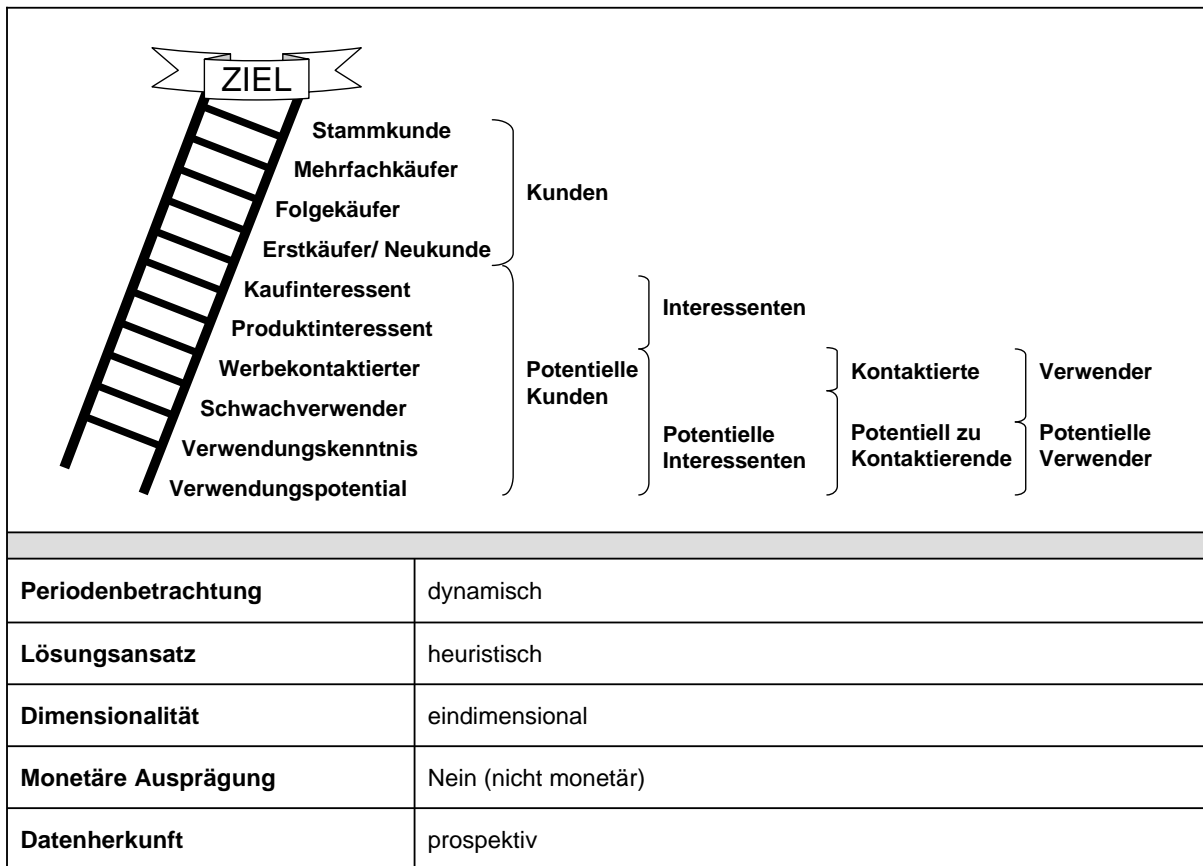 ZIEL
Stammkunde
Mehrfachkäufer
Kunden
Folgekäufer
Erstkäufer/ Neukunde
Kaufinteressent
Interessenten
Produktinteressent
Werbekontaktierter
Potentielle
Kunden
Kontaktierte
Verwender
Schwachverwender
Verwendungskenntnis
Potentielle
Interessenten
Potentiell zu
Kontaktierende
Potentielle
Verwender
Verwendungspotential
Periodenbetrachtung
dynamisch
Lösungsansatz
heuristisch
Dimensionalität
eindimensional
Monetäre Ausprägung
Nein (nicht monetär)
Datenherkunft
prospektiv